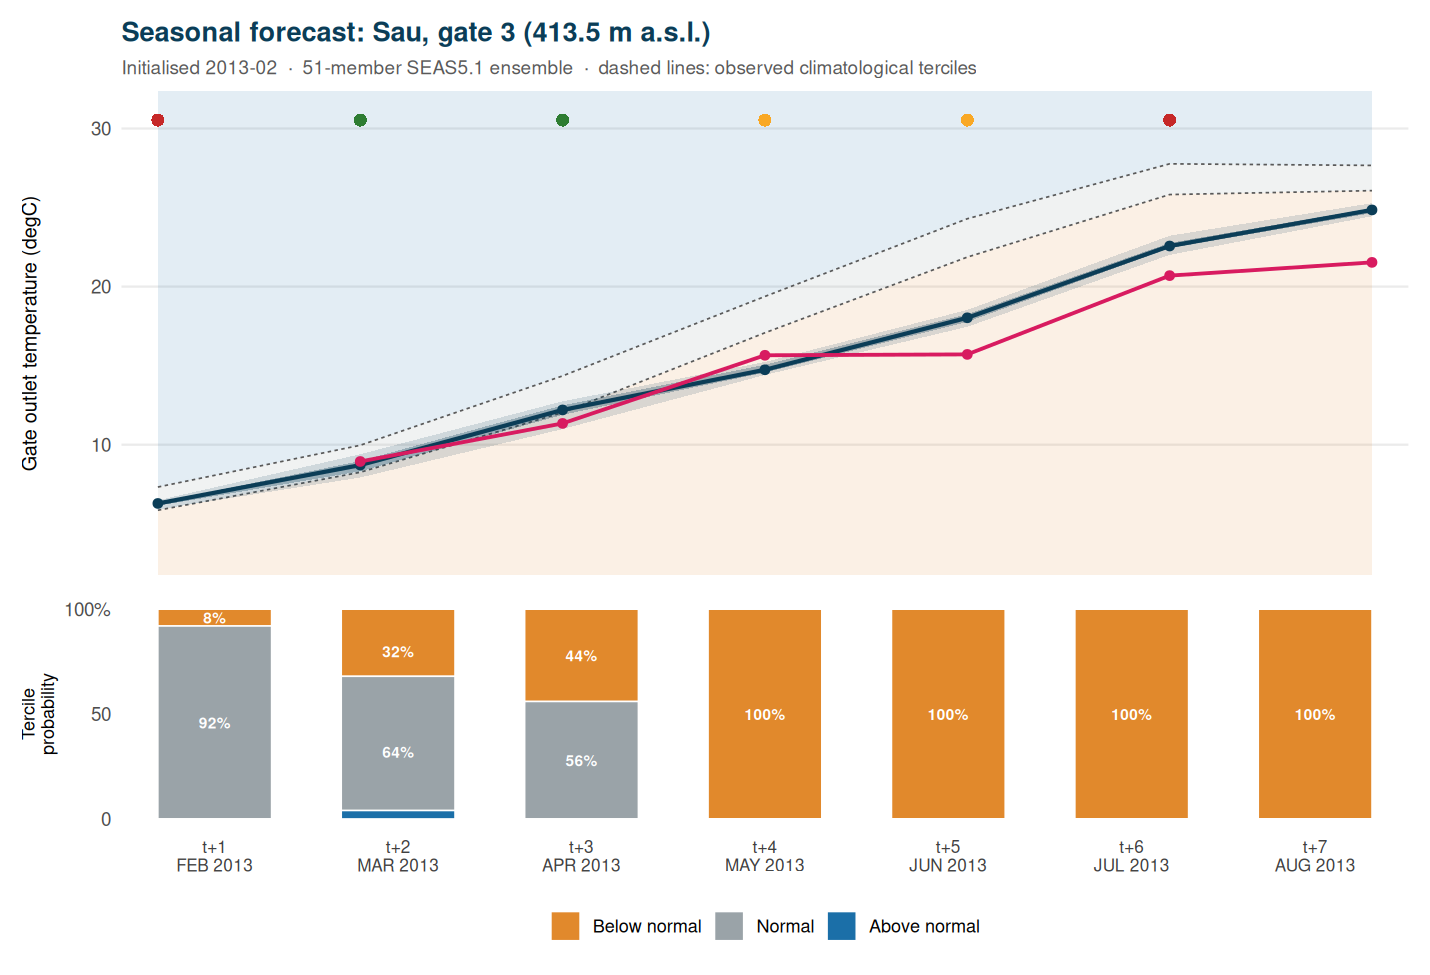 Seasonal forecast: Sau, gate 3 (413.5 m a.s.l.)
Initialised 2013-02 · 51-member SEAS5.1 ensemble · dashed lines: observed climatological terciles
Gate outlet temperature (degC)
30
20
10
Tercile
probability
100%
50
0
8%
92%
32%
64%
44%
56%
100%
100%
100%
100%
t+1
FEB 2013
t+2
MAR 2013
t+3
APR 2013
t+4
MAY 2013
t+5
JUN 2013
t+6
JUL 2013
t+7
AUG 2013
Below normal
Normal
Above normal